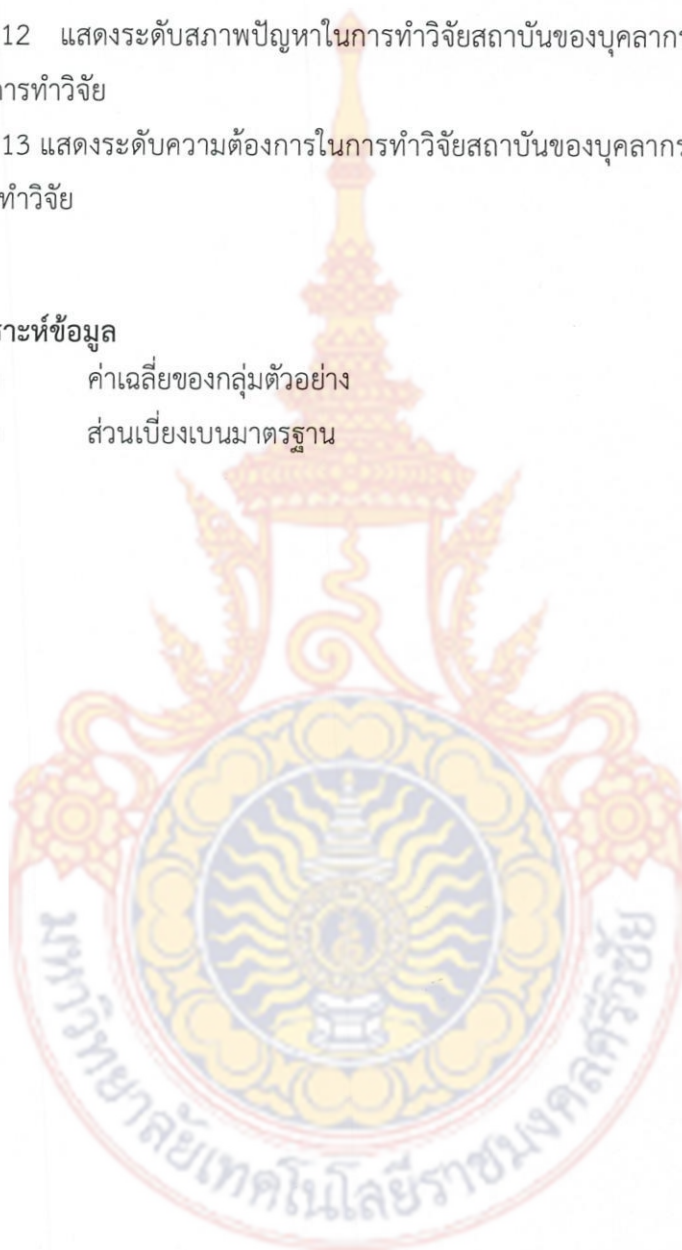 12 แสดงระดับสภาพปัญหาในการทำวิจัยสถาบันของบุคลากร
การทำวิจัย
13 แสดงระดับความต้องการในการทำวิจัยสถาบันของบุคลากร
ทำวิจัย
ราะห์ข้อมูล
ค่าเฉลี่ยของกลุ่มตัวอย่าง
ส่วนเบี่ยงเบนมาตรฐาน
มหาวิทยาลัยเทคโนโลยีราชมงคลศรีวิชัย